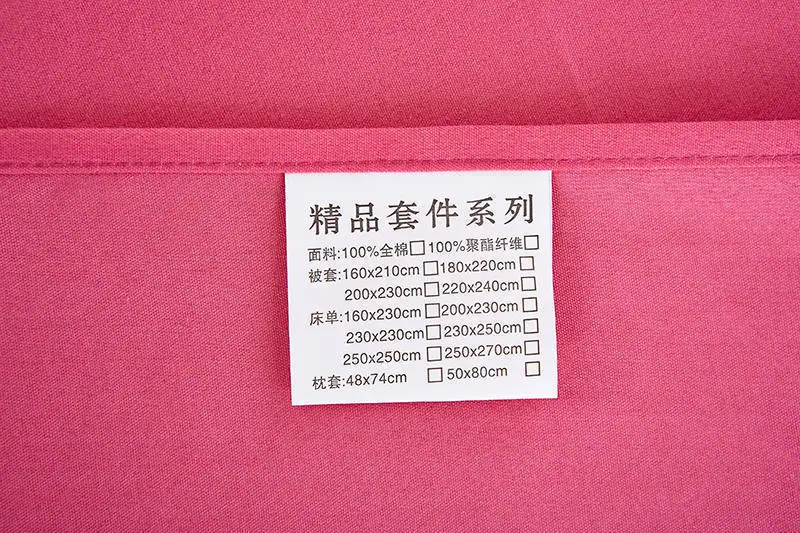 精品套件系列
面料:100%全棉□100%聚酯纤维□
被套:160x210cm□180x220cm□
200x230cm□220x240cm□
床单:160x230cm□200x230cm□
230x230cm□230x250cm□
250x250cm□250x270cm□
枕套:48x74cm □50x80cm □